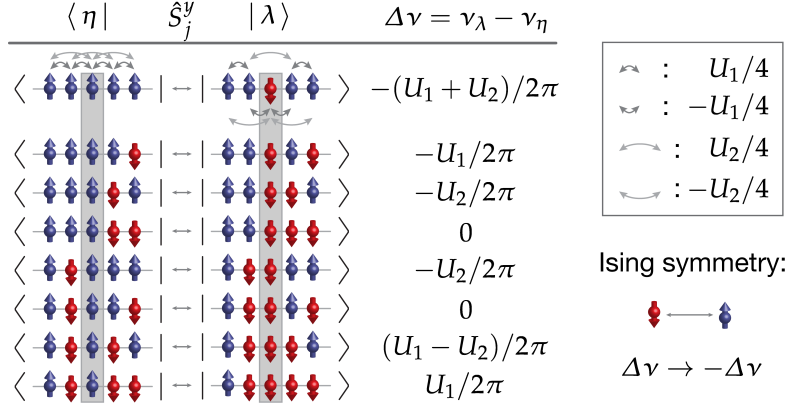 ⟨ η | Ŝ_j^y | λ ⟩ Δν = ν_λ − ν_η
⟨ | ↔ | ⟩ −(U_1 + U_2)/2π
⟨ | ↔ | ⟩ −U_1/2π
⟨ | ↔ | ⟩ −U_2/2π
⟨ | ↔ | ⟩ 0
⟨ | ↔ | ⟩ −U_2/2π
⟨ | ↔ | ⟩ 0
⟨ | ↔ | ⟩ (U_1 − U_2)/2π
⟨ | ↔ | ⟩ U_1/2π
: U_1/4
: −U_1/4
: U_2/4
: −U_2/4
Ising symmetry:
Δν → −Δν